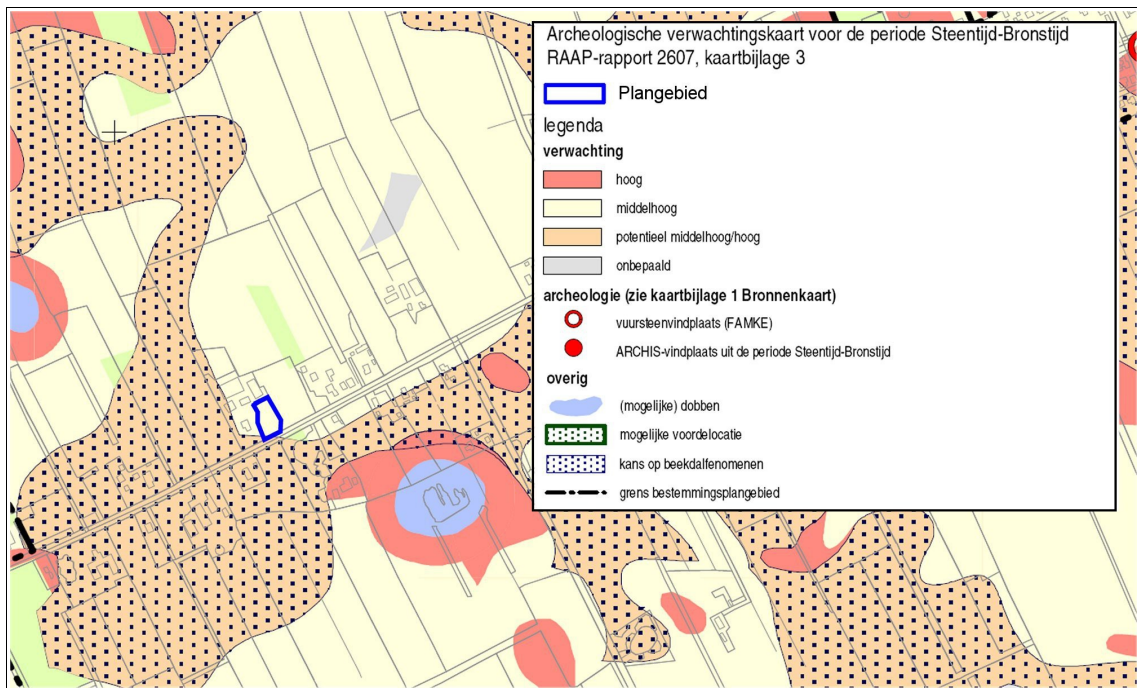 Archeologische verwachtingskaart voor de periode Steentijd-Bronstijd
RAAP-rapport 2607, kaartbijlage 3
Plangebied
legenda
verwachting
hoog
middelhoog
potentieel middelhoog/hoog
onbepaald
archeologie (zie kaartbijlage 1 Bronnenkaart)
vuursteenvindplaats (FAMKE)
ARCHIS-vindplaats uit de periode Steentijd-Bronstijd
overig
(mogelijke) dobben
mogelijke voordelocatie
kans op beekdalfenomenen
grens bestemmingsplangebied